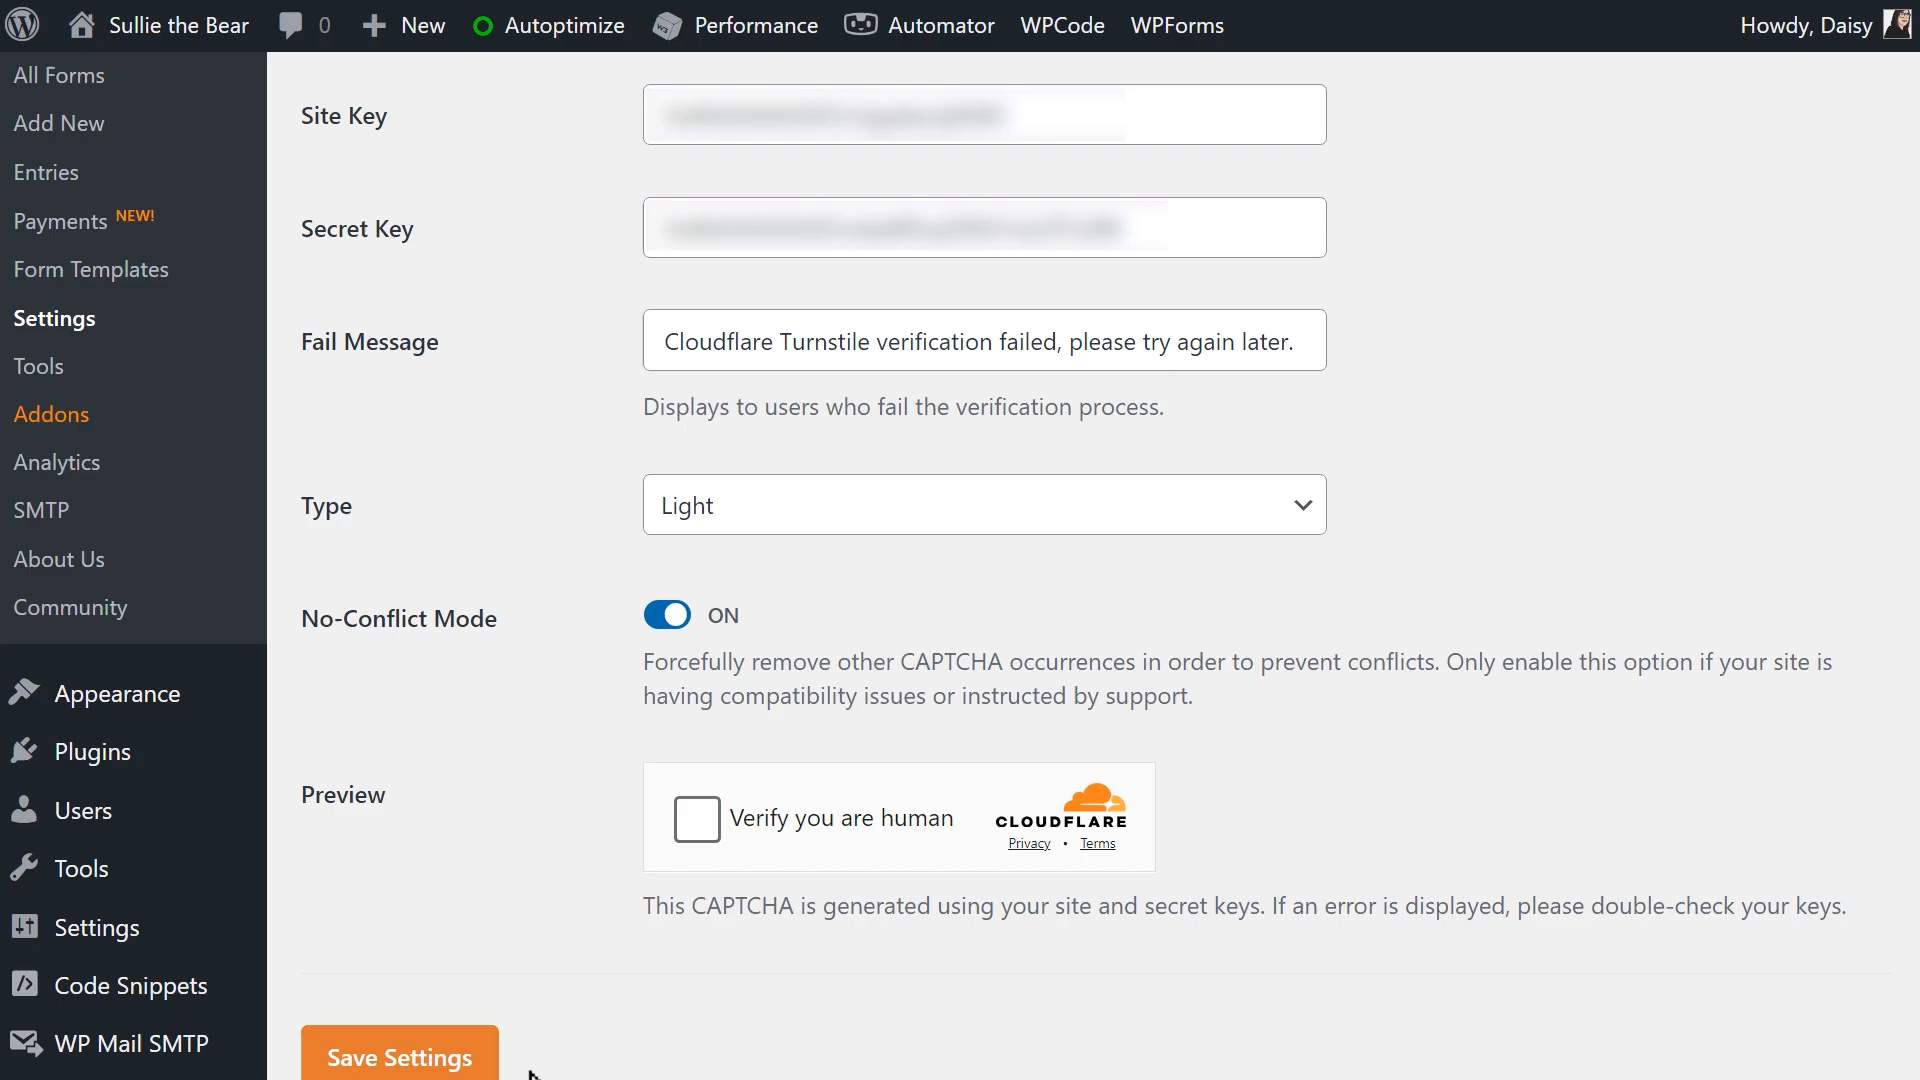 Sullie the Bear 0 New Autoptimize Performance Automator WPCode WPForms Howdy, Daisy
All Forms
Add New
Entries
Payments NEW!
Form Templates
Settings
Tools
Addons
Analytics
SMTP
About Us
Community
Appearance
Plugins
Users
Tools
Settings
Code Snippets
WP Mail SMTP
Site Key
Secret Key
Fail Message
Cloudflare Turnstile verification failed, please try again later.
Displays to users who fail the verification process.
Type
Light
No-Conflict Mode
ON
Forcefully remove other CAPTCHA occurrences in order to prevent conflicts. Only enable this option if your site is
having compatibility issues or instructed by support.
Preview
Verify you are human
CLOUDFLARE
Privacy • Terms
This CAPTCHA is generated using your site and secret keys. If an error is displayed, please double-check your keys.
Save Settings